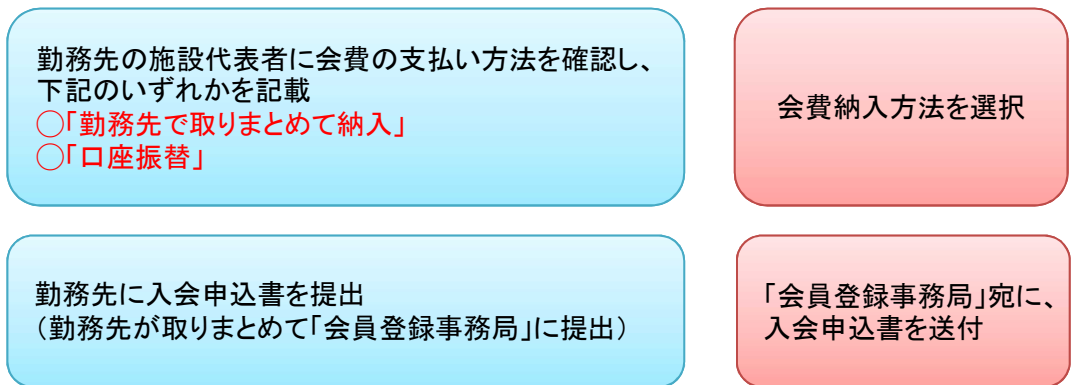 勤務先の施設代表者に会費の支払い方法を確認し、
下記のいずれかを記載
◯「勤務先で取りまとめて納入」
◯「口座振替」
会費納入方法を選択
勤務先に入会申込書を提出
（勤務先が取りまとめて「会員登録事務局」に提出）
「会員登録事務局」宛に、
入会申込書を送付